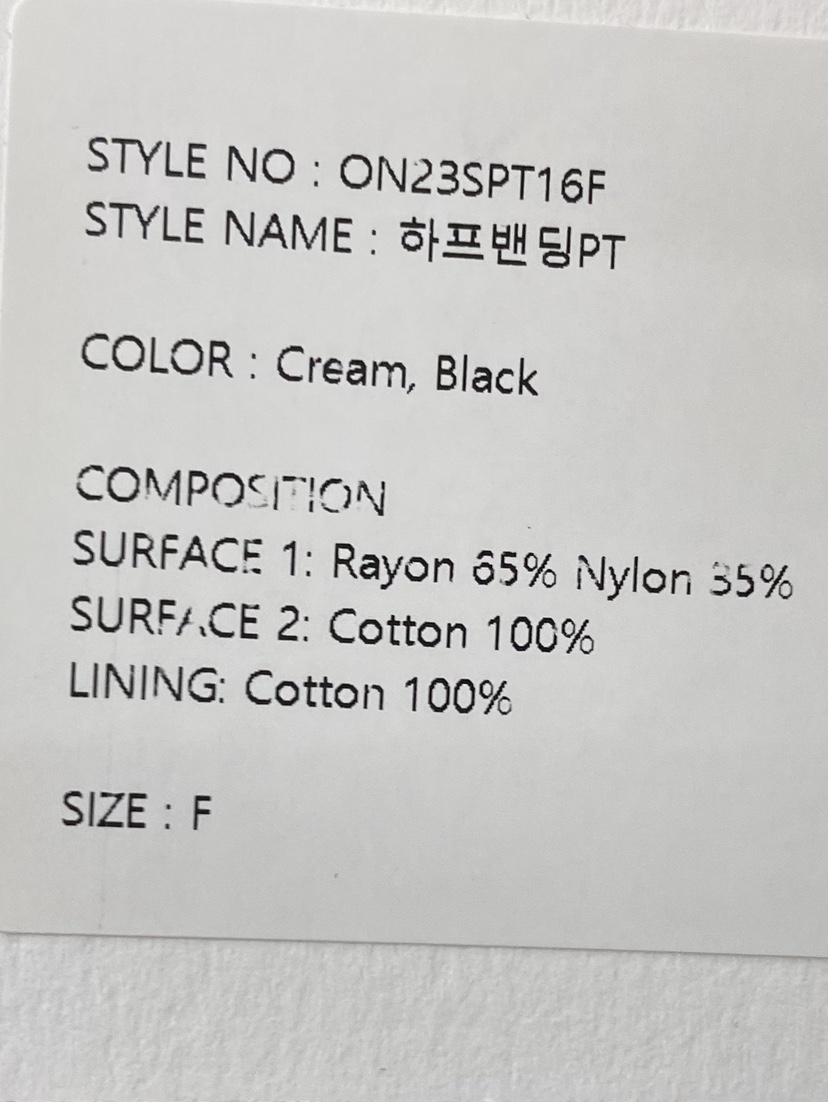 STYLE NO : ON23SPT16F
STYLE NAME : 하프밴딩PT
COLOR : Cream, Black
COMPOSITION
SURFACE 1: Rayon 65% Nylon 35%
SURFACE 2: Cotton 100%
LINING: Cotton 100%
SIZE : F